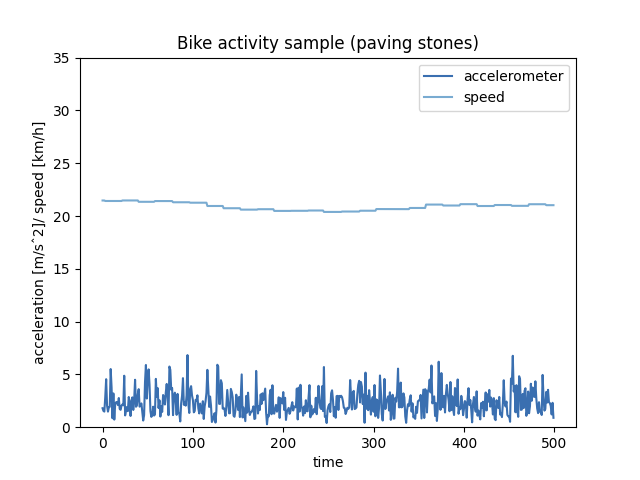 Bike activity sample (paving stones)
accelerometer
speed
acceleration [m/s^2]/ speed [km/h]
35
30
25
20
15
10
5
0
0 100 200 300 400 500
time